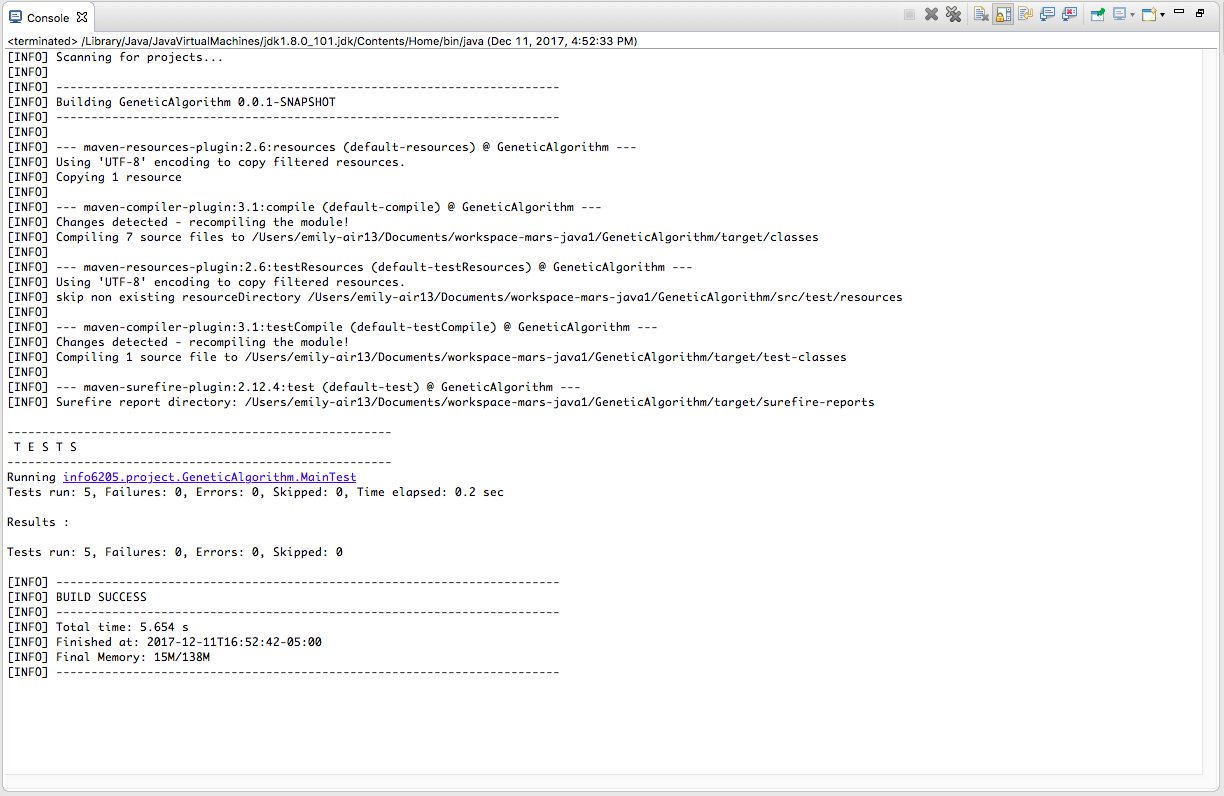 Console
<terminated> /Library/Java/JavaVirtualMachines/jdk1.8.0_101.jdk/Contents/Home/bin/java (Dec 11, 2017, 4:52:33 PM)
[INFO] Scanning for projects...
[INFO]
[INFO] ------------------------------------------------------------------------
[INFO] Building GeneticAlgorithm 0.0.1-SNAPSHOT
[INFO] ------------------------------------------------------------------------
[INFO]
[INFO] --- maven-resources-plugin:2.6:resources (default-resources) @ GeneticAlgorithm ---
[INFO] Using 'UTF-8' encoding to copy filtered resources.
[INFO] Copying 1 resource
[INFO]
[INFO] --- maven-compiler-plugin:3.1:compile (default-compile) @ GeneticAlgorithm ---
[INFO] Changes detected - recompiling the module!
[INFO] Compiling 7 source files to /Users/emily-air13/Documents/workspace-mars-java1/GeneticAlgorithm/target/classes
[INFO]
[INFO] --- maven-resources-plugin:2.6:testResources (default-testResources) @ GeneticAlgorithm ---
[INFO] Using 'UTF-8' encoding to copy filtered resources.
[INFO] skip non existing resourceDirectory /Users/emily-air13/Documents/workspace-mars-java1/GeneticAlgorithm/src/test/resources
[INFO]
[INFO] --- maven-compiler-plugin:3.1:testCompile (default-testCompile) @ GeneticAlgorithm ---
[INFO] Changes detected - recompiling the module!
[INFO] Compiling 1 source file to /Users/emily-air13/Documents/workspace-mars-java1/GeneticAlgorithm/target/test-classes
[INFO]
[INFO] --- maven-surefire-plugin:2.12.4:test (default-test) @ GeneticAlgorithm ---
[INFO] Surefire report directory: /Users/emily-air13/Documents/workspace-mars-java1/GeneticAlgorithm/target/surefire-reports
-------------------------------------------------------
T E S T S
-------------------------------------------------------
Running info6205.project.GeneticAlgorithm.MainTest
Tests run: 5, Failures: 0, Errors: 0, Skipped: 0, Time elapsed: 0.2 sec
Results :
Tests run: 5, Failures: 0, Errors: 0, Skipped: 0
[INFO] ------------------------------------------------------------------------
[INFO] BUILD SUCCESS
[INFO] ------------------------------------------------------------------------
[INFO] Total time: 5.654 s
[INFO] Finished at: 2017-12-11T16:52:42-05:00
[INFO] Final Memory: 15M/138M
[INFO] ------------------------------------------------------------------------